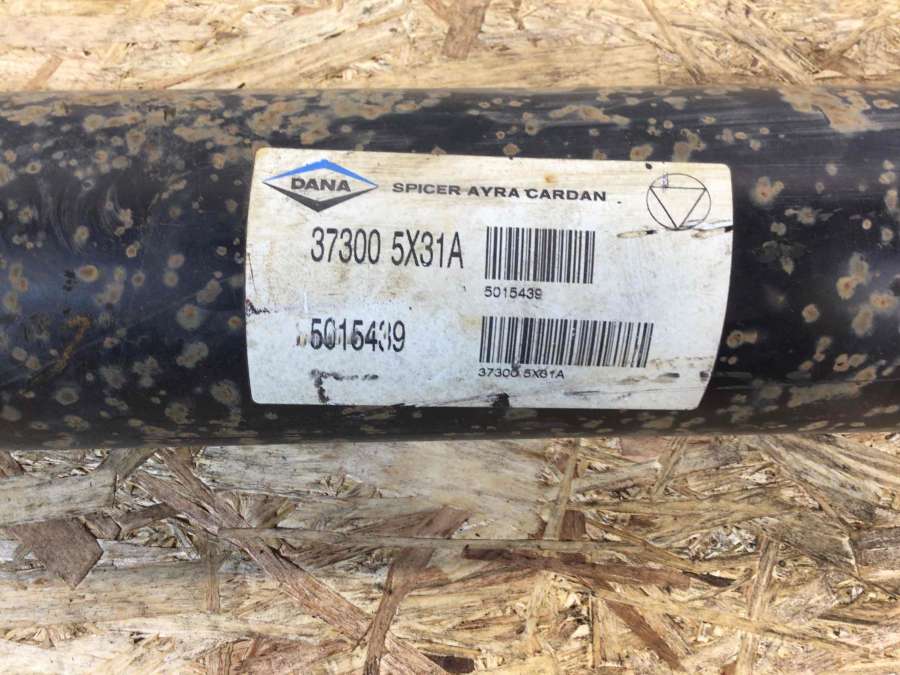 DANA
SPICER AYRA CARDAN
37300 5X31A
5015439
5015439
37300 5X31A